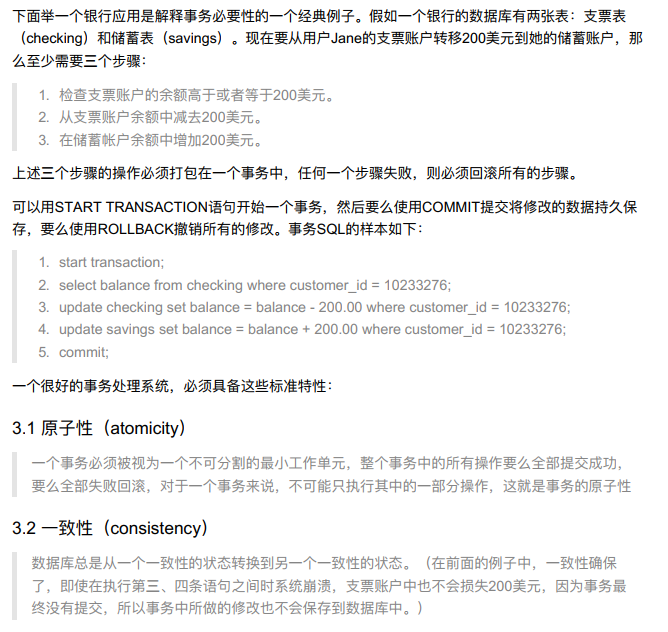 下面举一个银行应用是解释事务必要性的一个经典例子。假如一个银行的数据库有两张表：支票表
（checking）和储蓄表（savings）。现在要从用户Jane的支票账户转移200美元到她的储蓄账户，那
么至少需要三个步骤：
1. 检查支票账户的余额高于或者等于200美元。
2. 从支票账户余额中减去200美元。
3. 在储蓄帐户余额中增加200美元。
上述三个步骤的操作必须打包在一个事务中，任何一个步骤失败，则必须回滚所有的步骤。
可以用START TRANSACTION语句开始一个事务，然后要么使用COMMIT提交将修改的数据持久保
存，要么使用ROLLBACK撤销所有的修改。事务SQL的样本如下：
1. start transaction;
2. select balance from checking where customer_id = 10233276;
3. update checking set balance = balance - 200.00 where customer_id = 10233276;
4. update savings set balance = balance + 200.00 where customer_id = 10233276;
5. commit;
一个很好的事务处理系统，必须具备这些标准特性：
3.1 原子性（atomicity）
一个事务必须被视为一个不可分割的最小工作单元，整个事务中的所有操作要么全部提交成功，
要么全部失败回滚，对于一个事务来说，不可能只执行其中的一部分操作，这就是事务的原子性
3.2 一致性（consistency）
数据库总是从一个一致性的状态转换到另一个一致性的状态。（在前面的例子中，一致性确保
了，即使在执行第三、四条语句之间时系统崩溃，支票账户中也不会损失200美元，因为事务最
终没有提交，所以事务中所做的修改也不会保存到数据库中。）